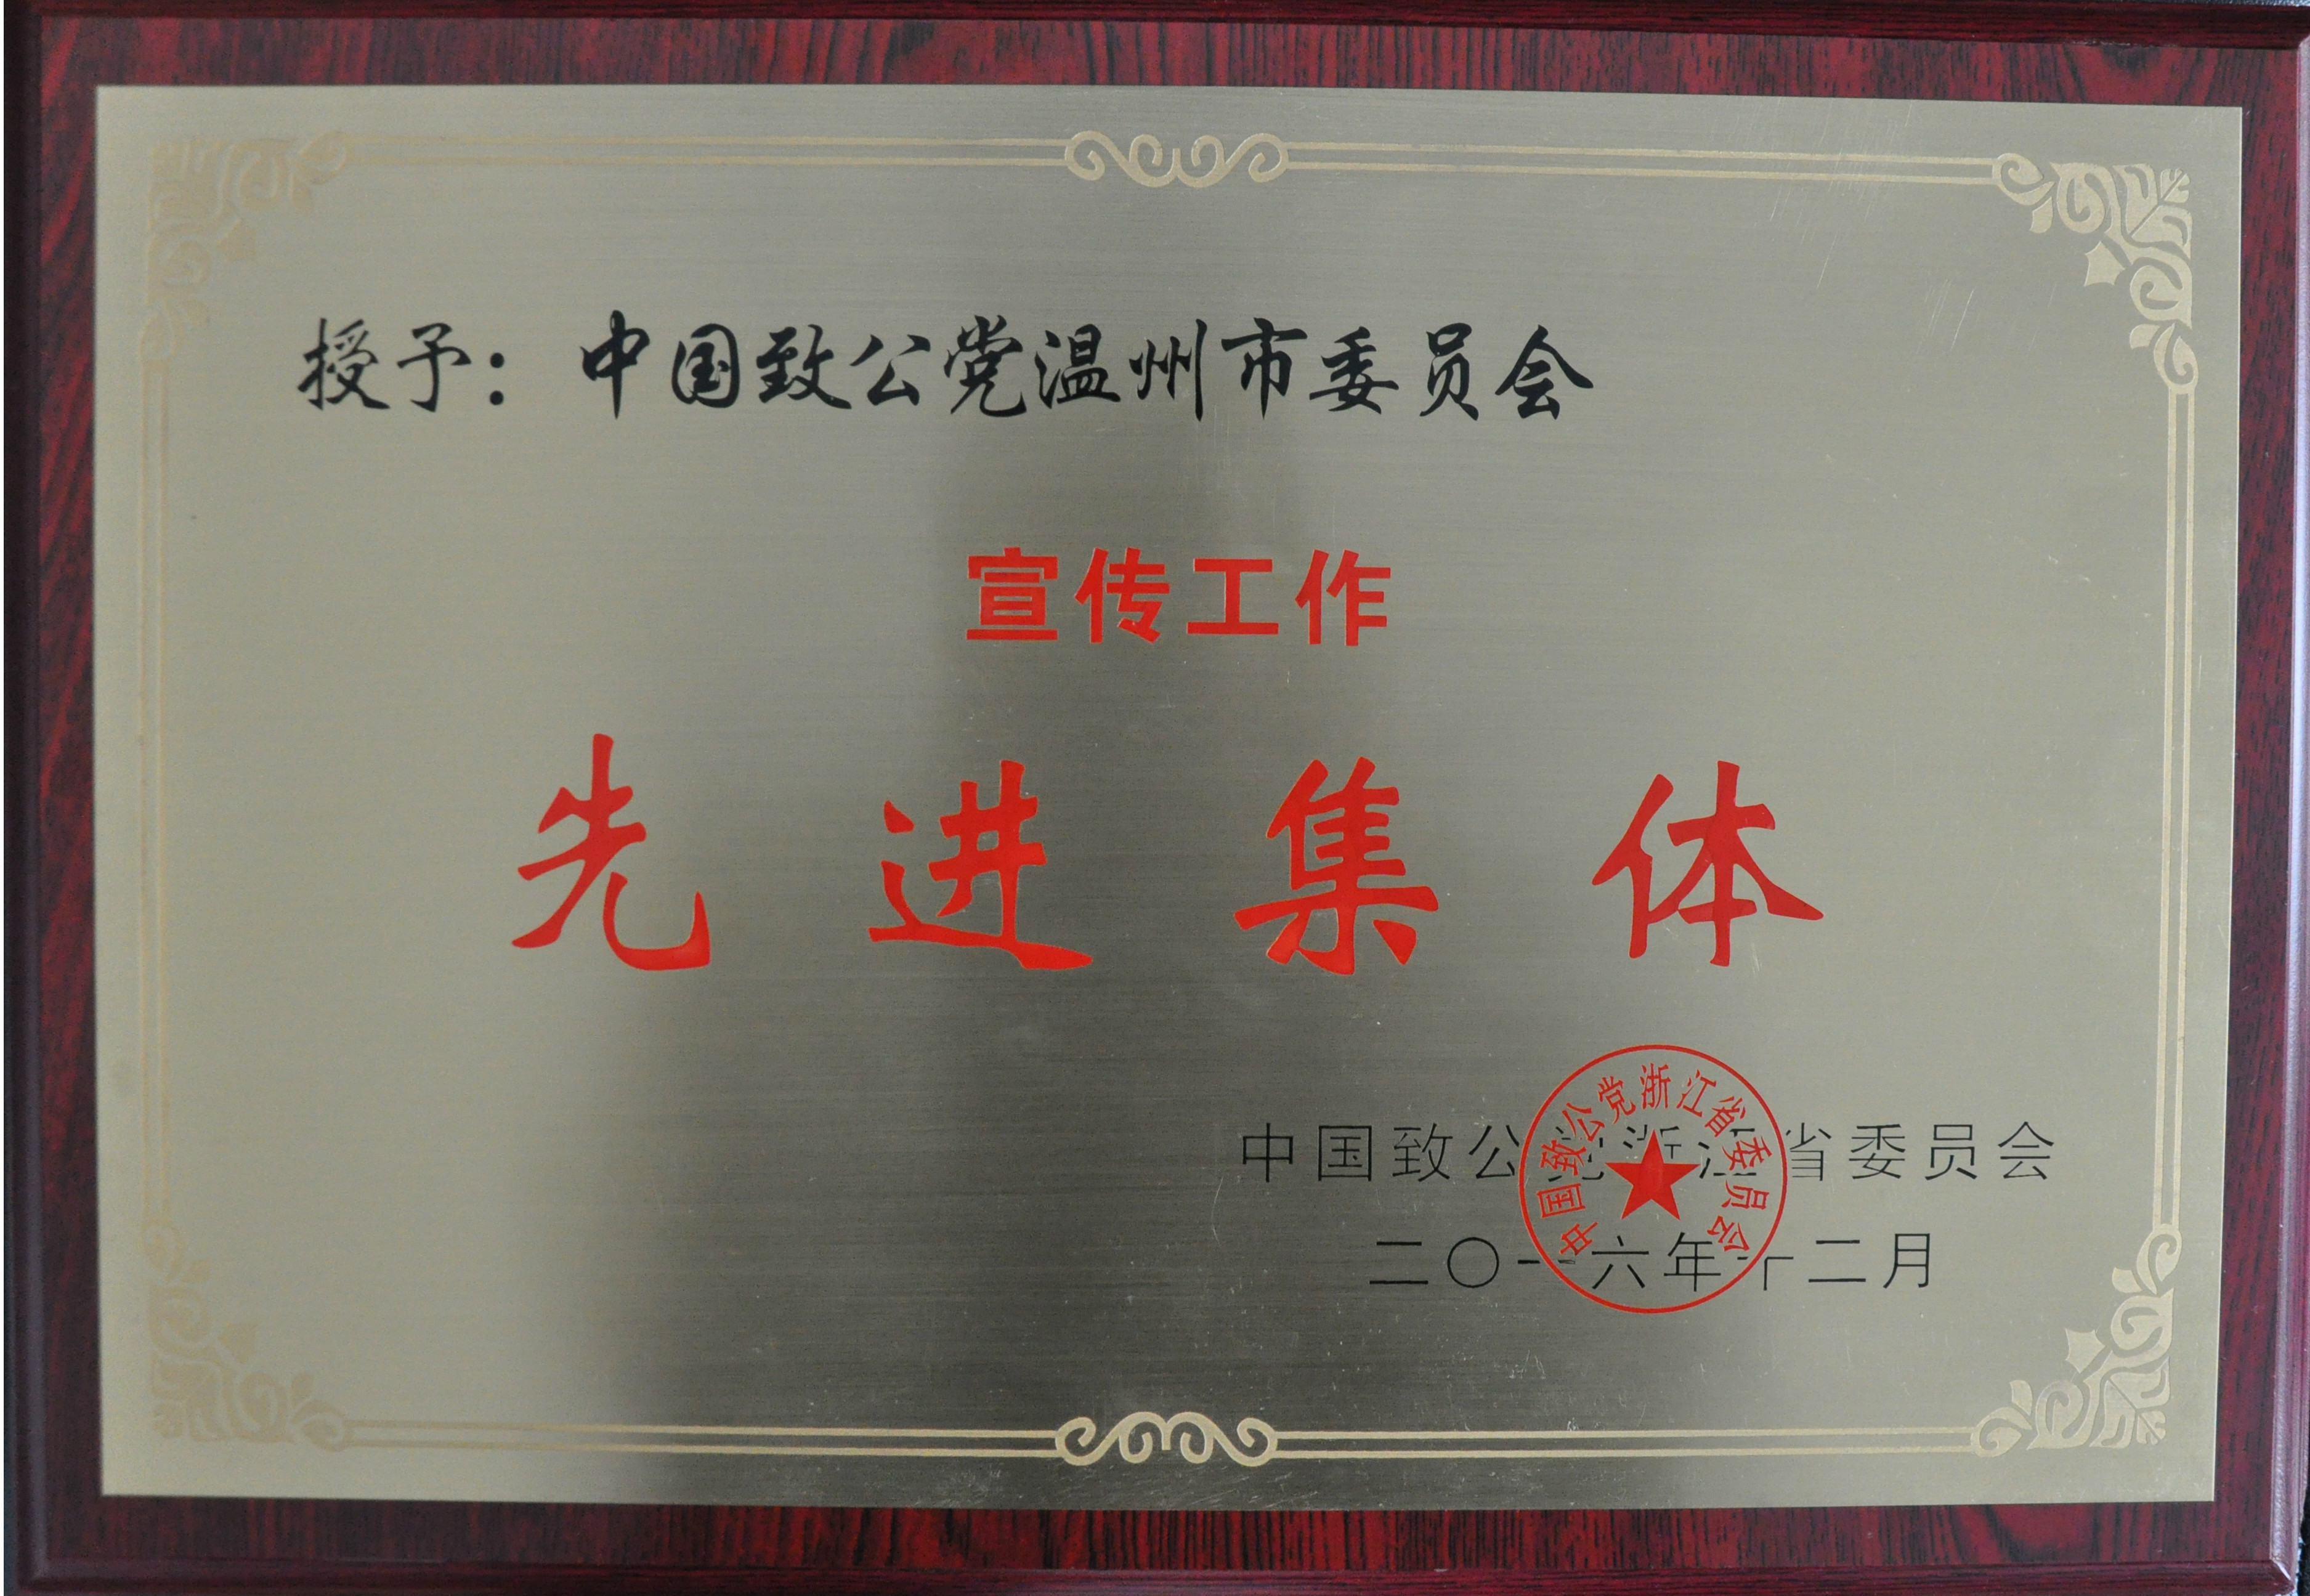 授予：中国致公党温州市委员会
宣传工作
先进集体
中国致公党浙江省委员会
中国致公党浙江省委员会
二〇一六年十二月